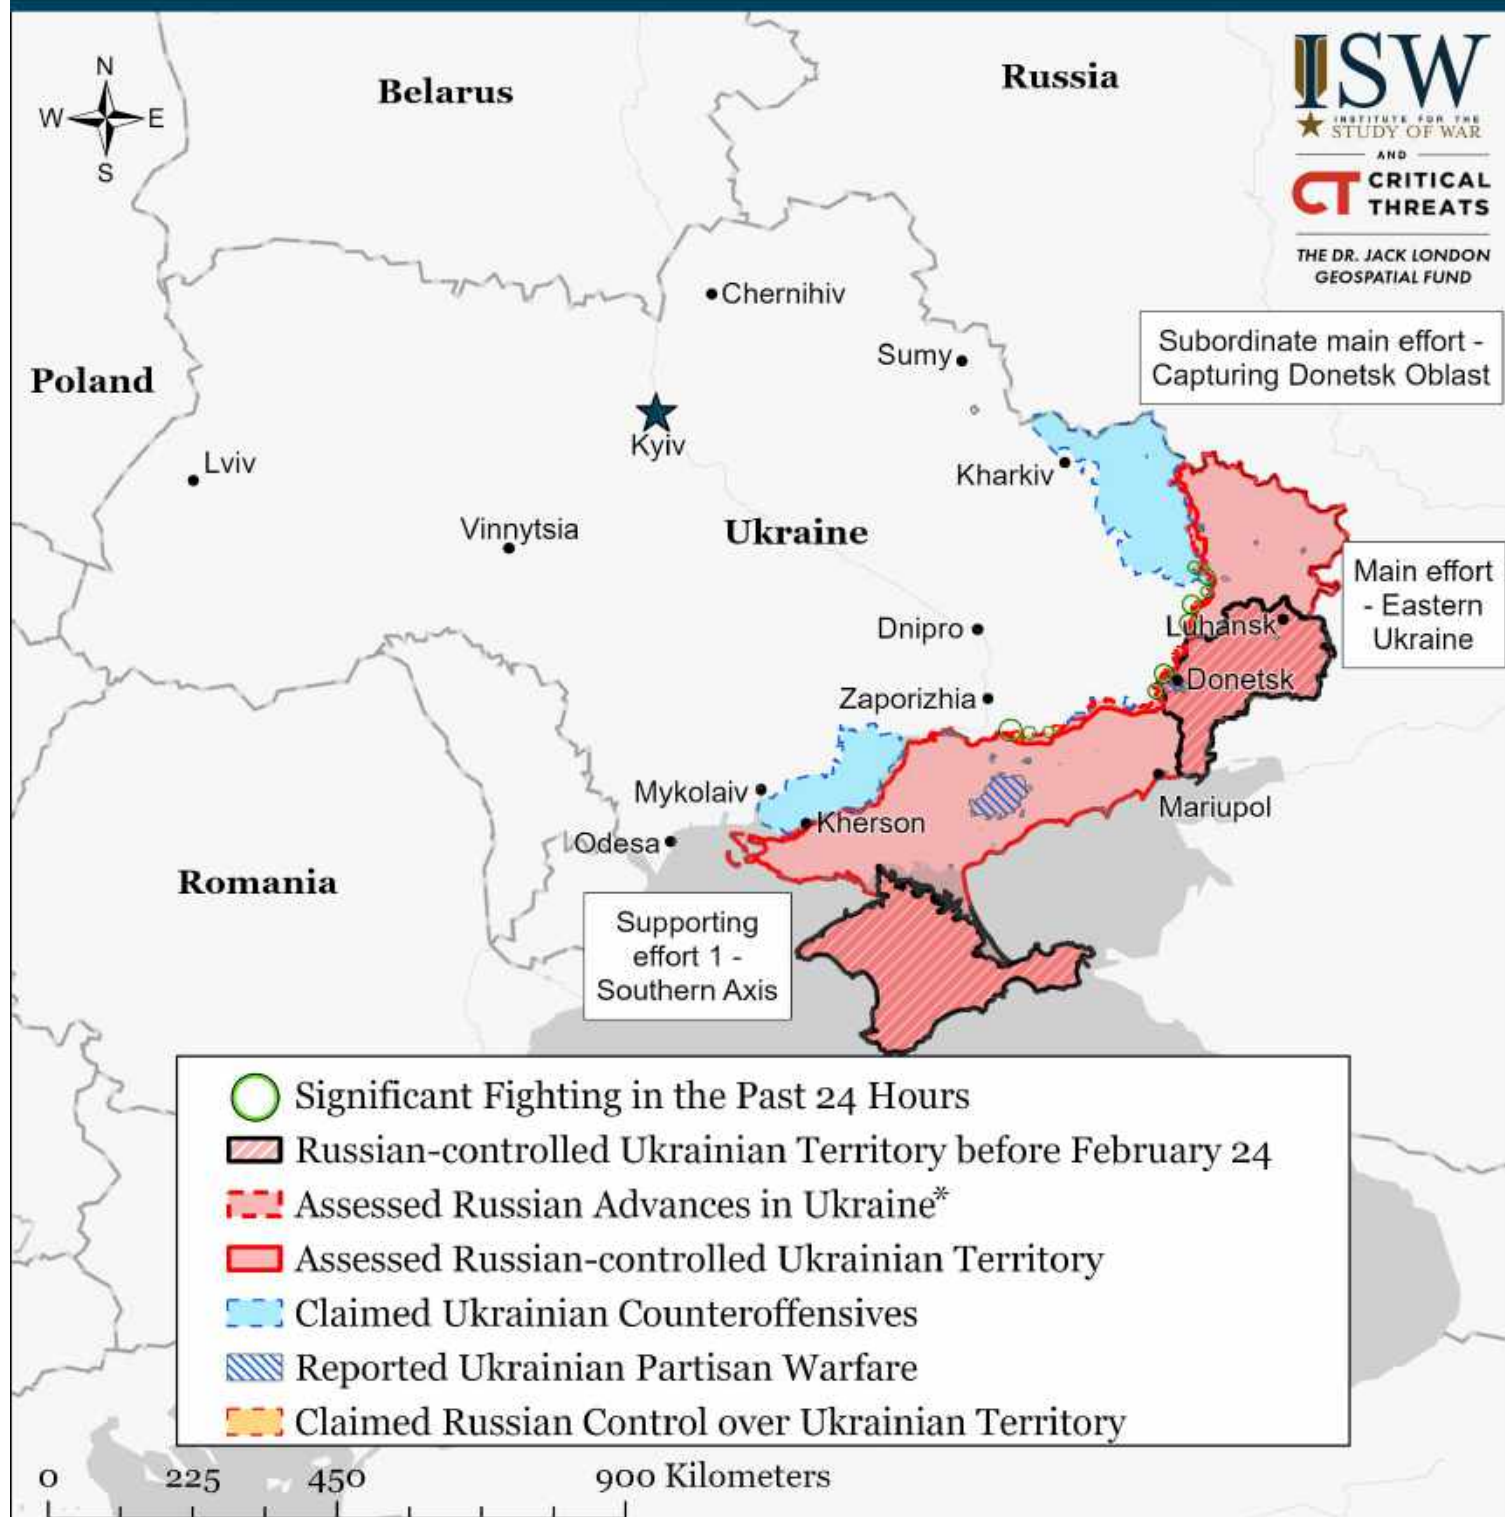 N
W E
S
Belarus
Russia
ISW
INSTITUTE FOR THE
STUDY OF WAR
AND
CT CRITICAL
THREATS
THE DR. JACK LONDON
GEOSPATIAL FUND
Chernihiv
Sumy
Subordinate main effort -
Capturing Donetsk Oblast
Poland
Kyiv
Lviv
Kharkiv
Vinnytsia
Ukraine
Main effort
- Eastern
Ukraine
Dnipro
Luhansk
Donetsk
Zaporizhia
Mykolaiv
Mariupol
Kherson
Odesa
Romania
Supporting
effort 1 -
Southern Axis
Significant Fighting in the Past 24 Hours
Russian-controlled Ukrainian Territory before February 24
Assessed Russian Advances in Ukraine*
Assessed Russian-controlled Ukrainian Territory
Claimed Ukrainian Counteroffensives
Reported Ukrainian Partisan Warfare
Claimed Russian Control over Ukrainian Territory
0 225 450 900 Kilometers